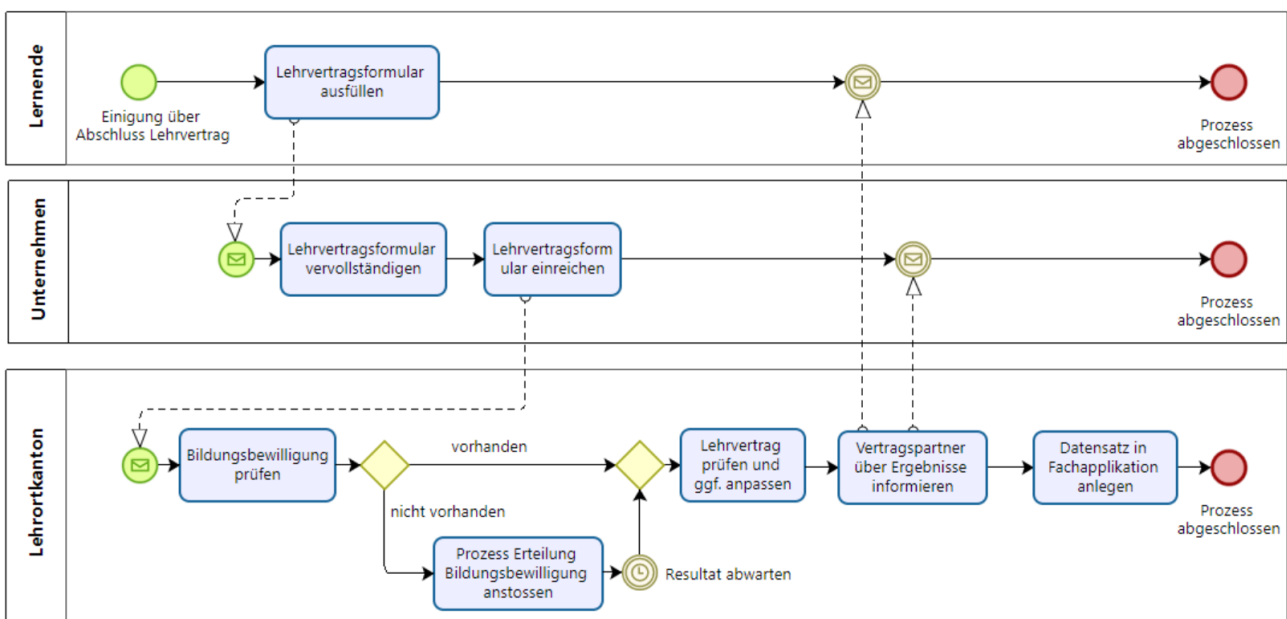 Lernende
Lehrvertragsformular
ausfüllen
Einigung über
Abschluss Lehrvertrag
Prozess
abgeschlossen
Unternehmen
Lehrvertragsformular
vervollständigen
Lehrvertragsform
ular einreichen
Prozess
abgeschlossen
Lehrortkanton
Bildungsbewilligung
prüfen
vorhanden
nicht vorhanden
Prozess Erteilung
Bildungsbewilligung
anstossen
Resultat abwarten
Lehrvertrag
prüfen und
ggf. anpassen
Vertragspartner
über Ergebnisse
informieren
Datensatz in
Fachapplikation
anlegen
Prozess
abgeschlossen